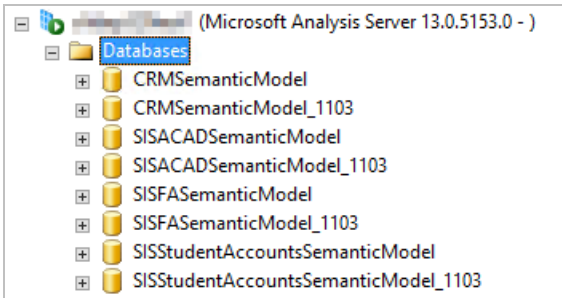 (Microsoft Analysis Server 13.0.5153.0 - )
Databases
CRMSemanticModel
CRMSemanticModel_1103
SISACADSemanticModel
SISACADSemanticModel_1103
SISFASemanticModel
SISFASemanticModel_1103
SISStudentAccountsSemanticModel
SISStudentAccountsSemanticModel_1103